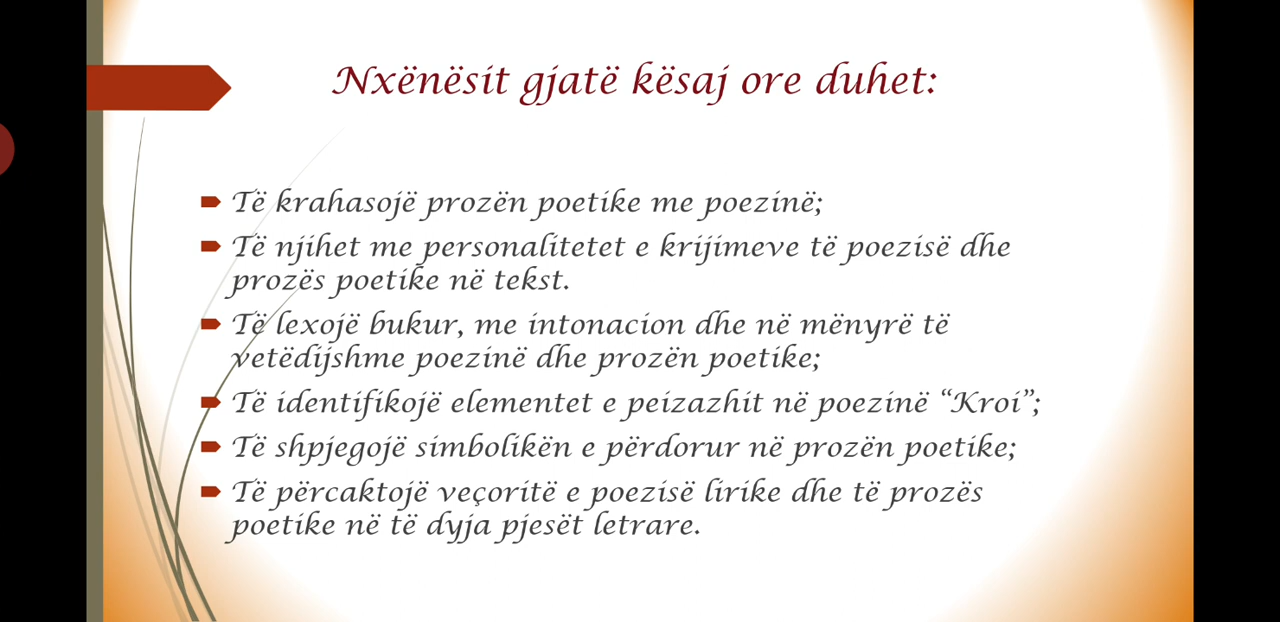 Nxënësit gjatë kësaj ore duhet:
Të krahasojë prozën poetike me poezinë;
Të njihet me personalitetet e krijimeve të poezisë dhe
prozës poetike në tekst.
Të lexojë bukur, me intonacion dhe në mënyrë të
vetëdijshme poezinë dhe prozën poetike;
Të identifikojë elementet e peizazhit në poezinë “Kroi”;
Të shpjegojë simbolikën e përdorur në prozën poetike;
Të përcaktojë veçoritë e poezisë lirike dhe të prozës
poetike në të dyja pjesët letrare.